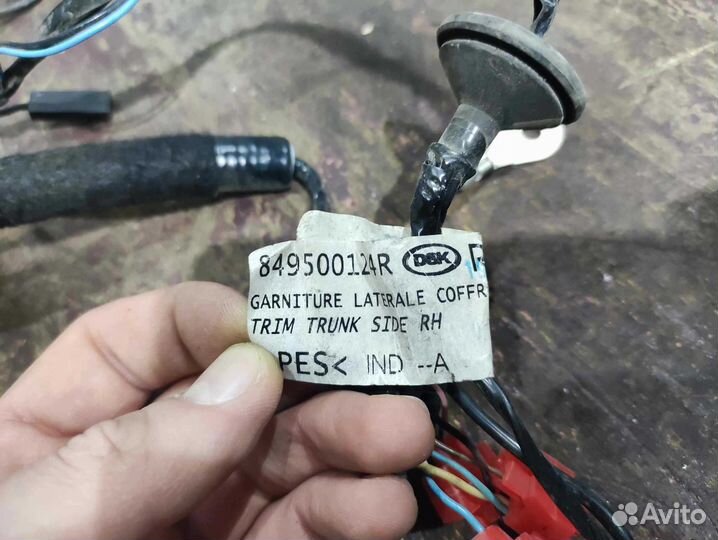 849500124R D&K
GARNITURE LATERALE COFFR
TRIM TRUNK SIDE RH
PES< IND --A
Avito